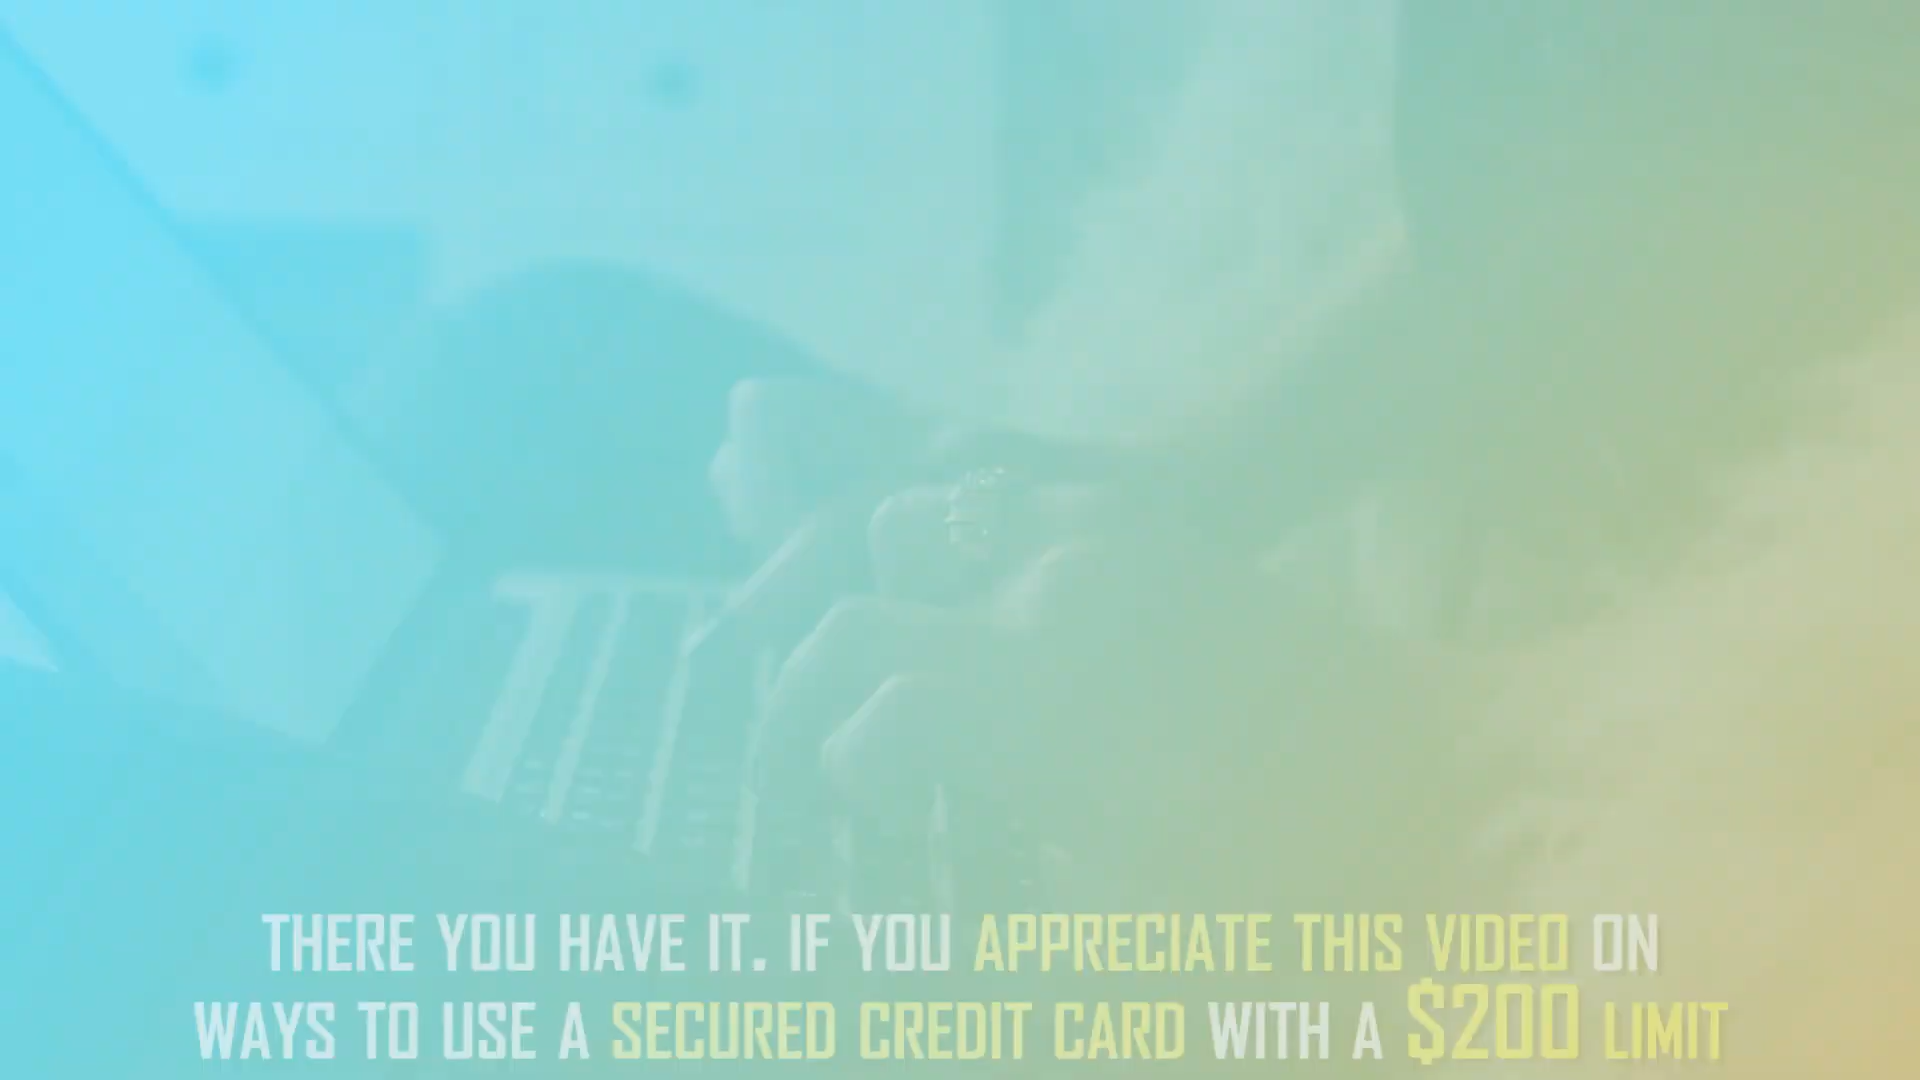 THERE YOU HAVE IT. IF YOU APPRECIATE THIS VIDEO ON
WAYS TO USE A SECURED CREDIT CARD WITH A $200 LIMIT